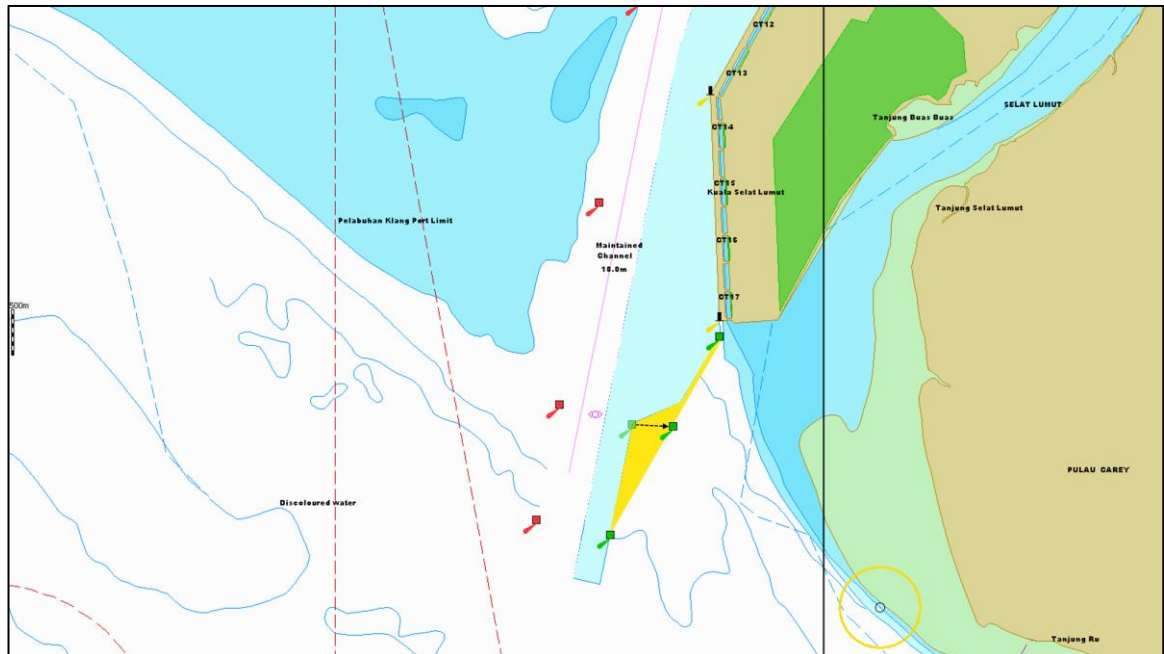 CT12
CT13
Tanjung Buas Buas
SELAT LUMUT
CT14
CT15
Kuala Selat Lumut
Tanjung Selat Lumut
Pelabuhan Klang Port Limit
CT16
Maintained
Channel
18.0m
CT17
500m
PULAU CAREY
Discoloured water
Tanjung Ru